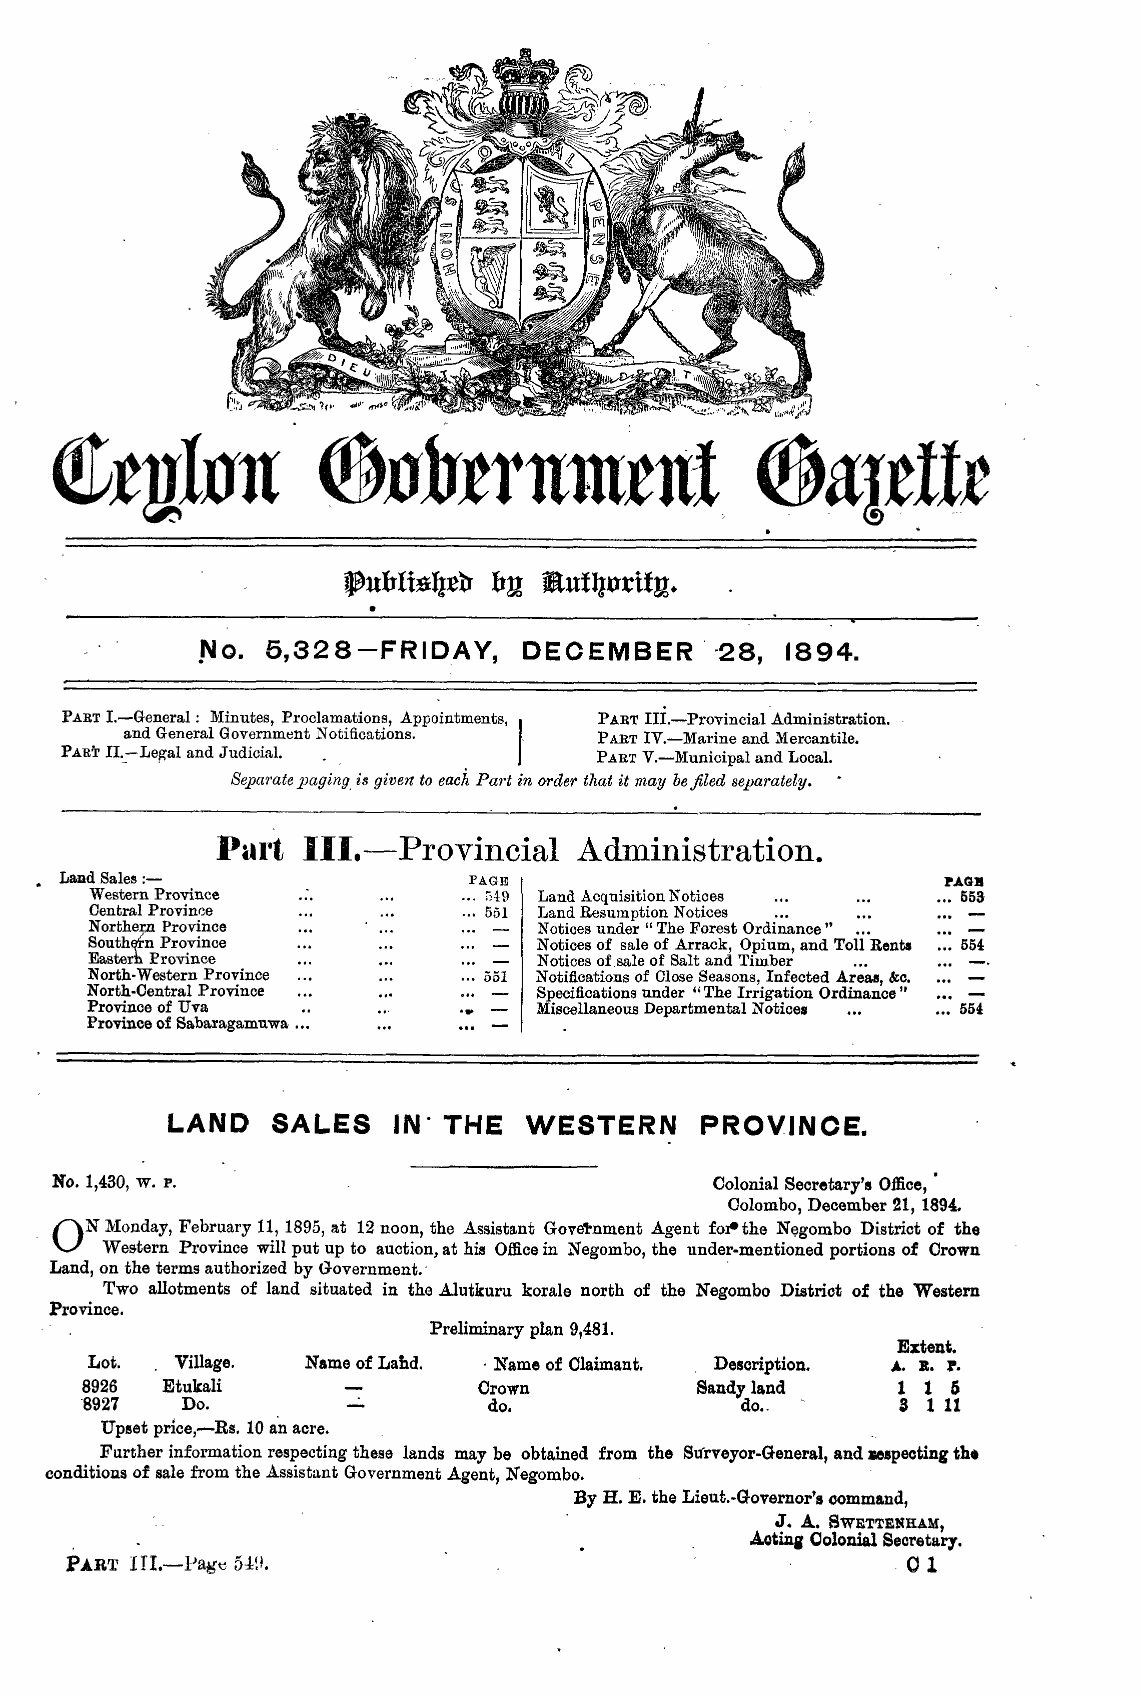 HONI SOIT QUI MAL Y PENSE
DIEU ET DROIT
Ceylon Government Gazette
Published by Authority.
No. 5,328—FRIDAY, DECEMBER 28, 1894.
PART I.—General : Minutes, Proclamations, Appointments,
and General Government Notifications.
PART II.—Legal and Judicial.
PART III.—Provincial Administration.
PART IV.—Marine and Mercantile.
PART V.—Municipal and Local.
Separate paging is given to each Part in order that it may be filed separately.
Part III.—Provincial Administration.
Land Sales :— PAGE
Western Province ... ... ... 549
Central Province ... ... ... 551
Northern Province ... ... ... —
Southern Province ... ... ... —
Eastern Province ... ... ... —
North-Western Province ... ... ... 551
North-Central Province ... ... ... —
Province of Uva ... ... ... —
Province of Sabaragamuwa ... ... ... —
PAGE
Land Acquisition Notices ... ... ... 553
Land Resumption Notices ... ... ... —
Notices under "The Forest Ordinance" ... ... —
Notices of sale of Arrack, Opium, and Toll Rents ... 554
Notices of sale of Salt and Timber ... ... —
Notifications of Close Seasons, Infected Areas, &c. ... —
Specifications under "The Irrigation Ordinance" ... —
Miscellaneous Departmental Notices ... ... 554
LAND SALES IN THE WESTERN PROVINCE.
No. 1,430, W. P.
Colonial Secretary's Office,
Colombo, December 21, 1894.
ON Monday, February 11, 1895, at 12 noon, the Assistant Government Agent for the Negombo District of the
Western Province will put up to auction, at his Office in Negombo, the under-mentioned portions of Crown
Land, on the terms authorized by Government.
Two allotments of land situated in the Alutkuru korale north of the Negombo District of the Western
Province.
Preliminary plan 9,481.
Extent.
Lot. Village. Name of Land. Name of Claimant. Description. A. R. P.
8926 Etukali — Crown Sandy land 1 1 5
8927 Do. — do. do. 3 1 11
Upset price,—Rs. 10 an acre.
Further information respecting these lands may be obtained from the Surveyor-General, and respecting the
conditions of sale from the Assistant Government Agent, Negombo.
By H. E. the Lieut.-Governor's command,
J. A. SWETTENHAM,
Acting Colonial Secretary.
PART III.—Page 549.
C 1